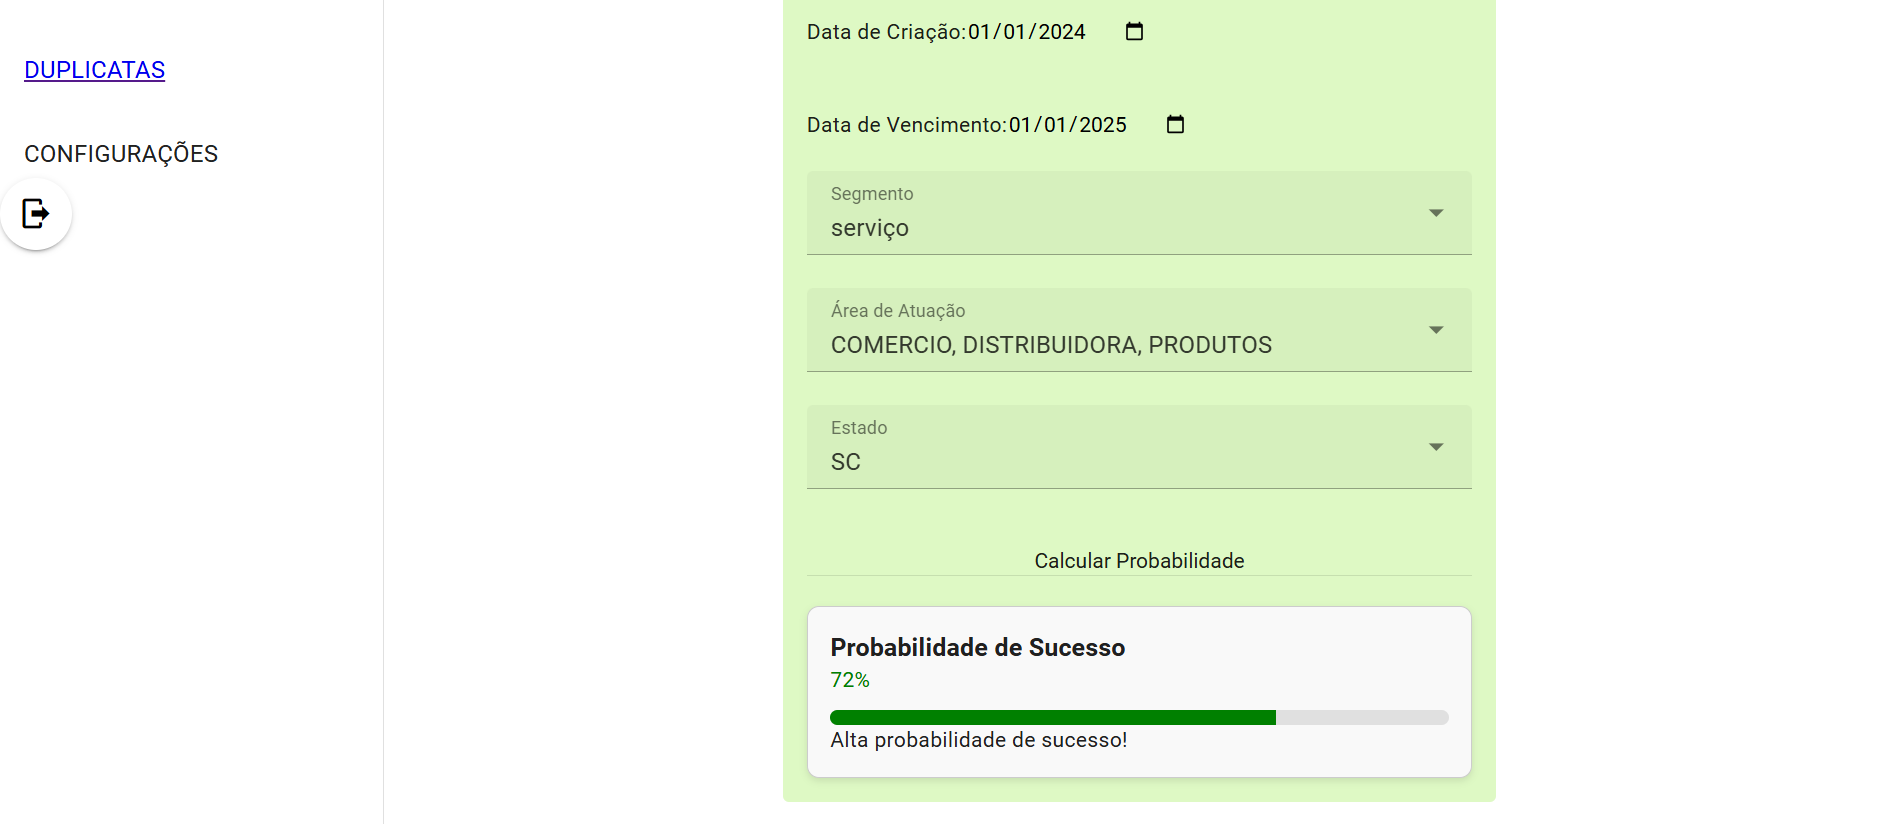 DUPLICATAS
CONFIGURAÇÕES
Data de Criação:01/01/2024
Data de Vencimento:01/01/2025
Segmento
serviço
Área de Atuação
COMERCIO, DISTRIBUIDORA, PRODUTOS
Estado
SC
Calcular Probabilidade
Probabilidade de Sucesso
72%
Alta probabilidade de sucesso!